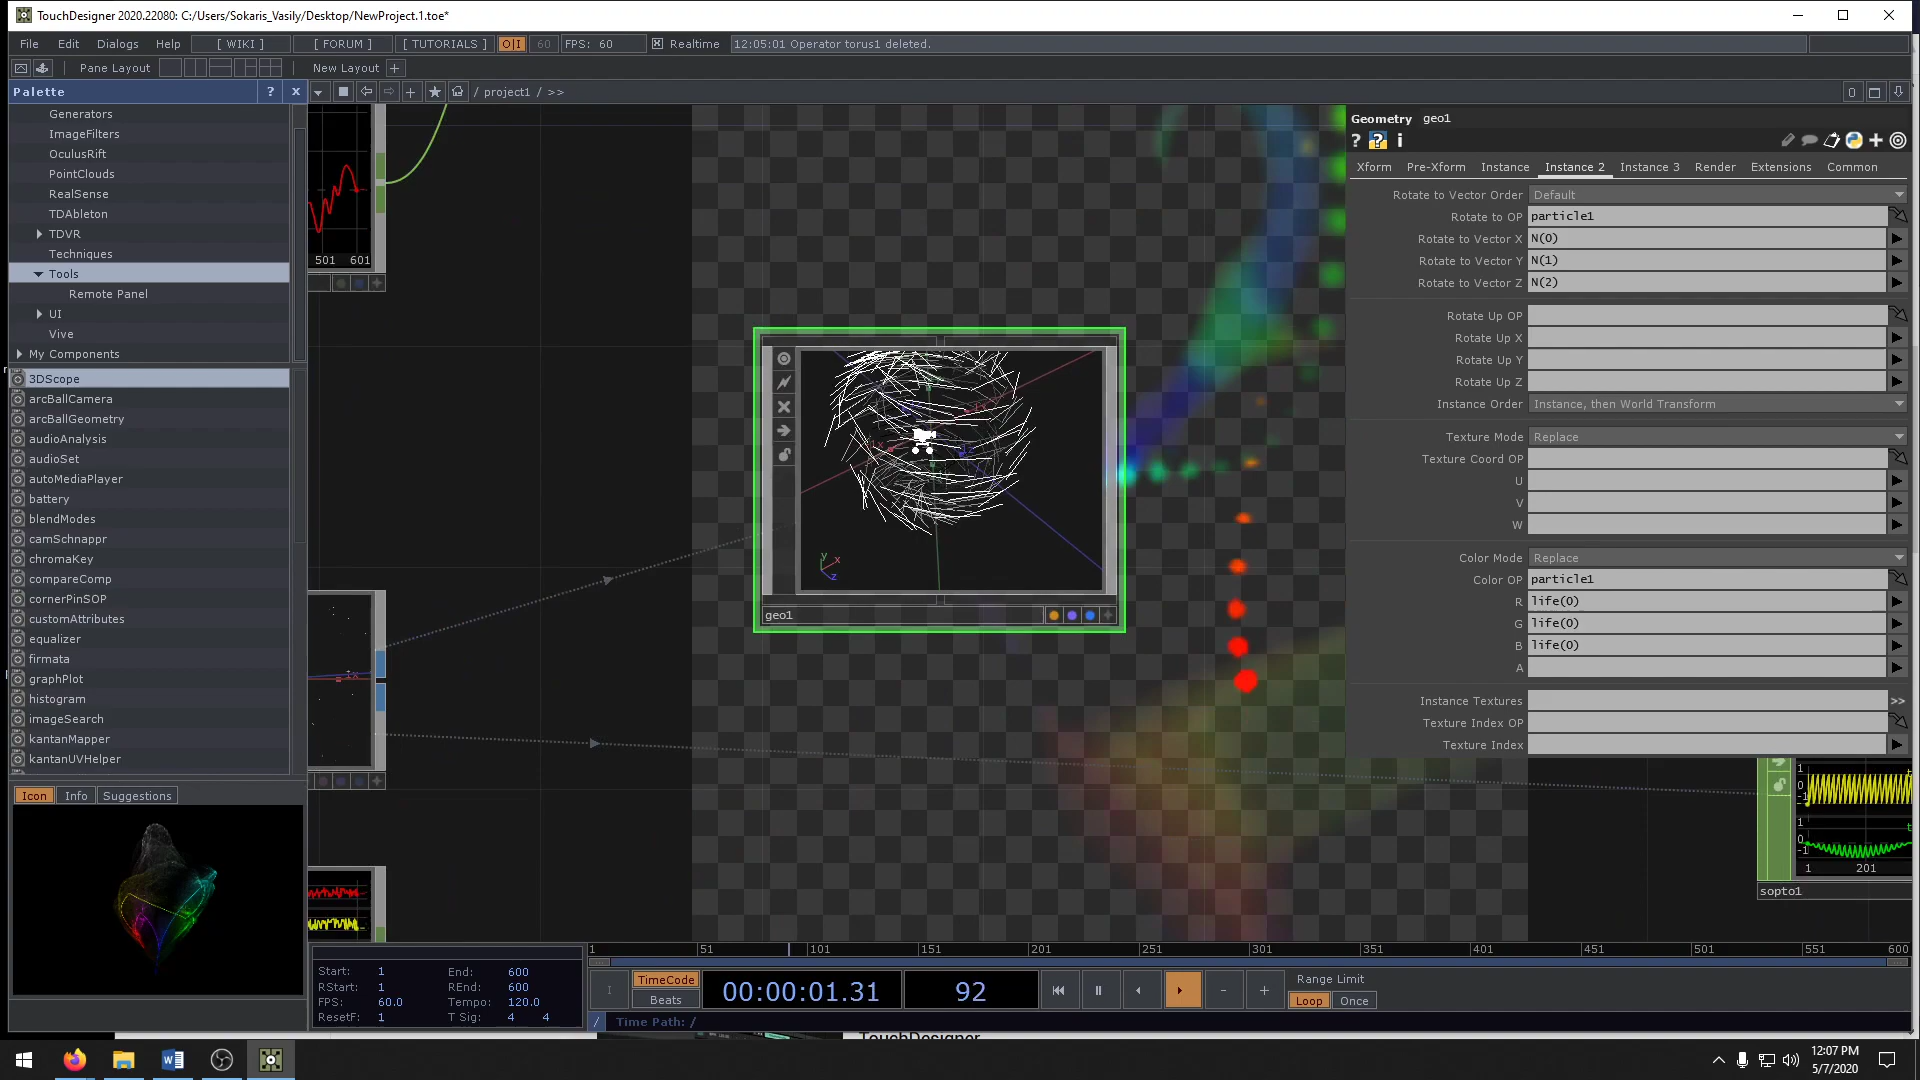 TouchDesigner 2020.22080: C:/Users/Sokaris_Vasily/Desktop/NewProject.1.toe*
File Edit Dialogs Help [ WIKI ] [ FORUM ] [ TUTORIALS ] O|I 60 FPS: 60 Realtime 12:05:01 Operator torus1 deleted.
Pane Layout New Layout +
Palette ? x / project1 / >> 0
Generators
ImageFilters
OculusRift
PointClouds
RealSense
TDAbleton
TDVR
Techniques
Tools
Remote Panel
UI
Vive
My Components
3DScope
arcBallCamera
arcBallGeometry
audioAnalysis
audioSet
autoMediaPlayer
battery
blendModes
camSchnappr
chromaKey
compareComp
cornerPinSOP
customAttributes
equalizer
firmata
graphPlot
histogram
imageSearch
kantanMapper
kantanUVHelper
Icon Info Suggestions
501 601
geo1
y x z
Geometry geo1
? ? i
Xform Pre-Xform Instance Instance 2 Instance 3 Render Extensions Common
Rotate to Vector Order Default
Rotate to OP particle1
Rotate to Vector X N(0)
Rotate to Vector Y N(1)
Rotate to Vector Z N(2)
Rotate Up OP
Rotate Up X
Rotate Up Y
Rotate Up Z
Instance Order Instance, then World Transform
Texture Mode Replace
Texture Coord OP
U
V
W
Color Mode Replace
Color OP particle1
R life(0)
G life(0)
B life(0)
A
Instance Textures >>
Texture Index OP
Texture Index
1
0
-1
1
0
-1
1 201
sopto1
1 51 101 151 201 251 301 351 401 451 501 551 600
Start: 1 End: 600
RStart: 1 REnd: 600
FPS: 60.0 Tempo: 120.0
ResetF: 1 T Sig: 4 4
I TimeCode Beats 00:00:01.31 92 - + Range Limit
Loop Once
/ Time Path: /
12:07 PM
5/7/2020